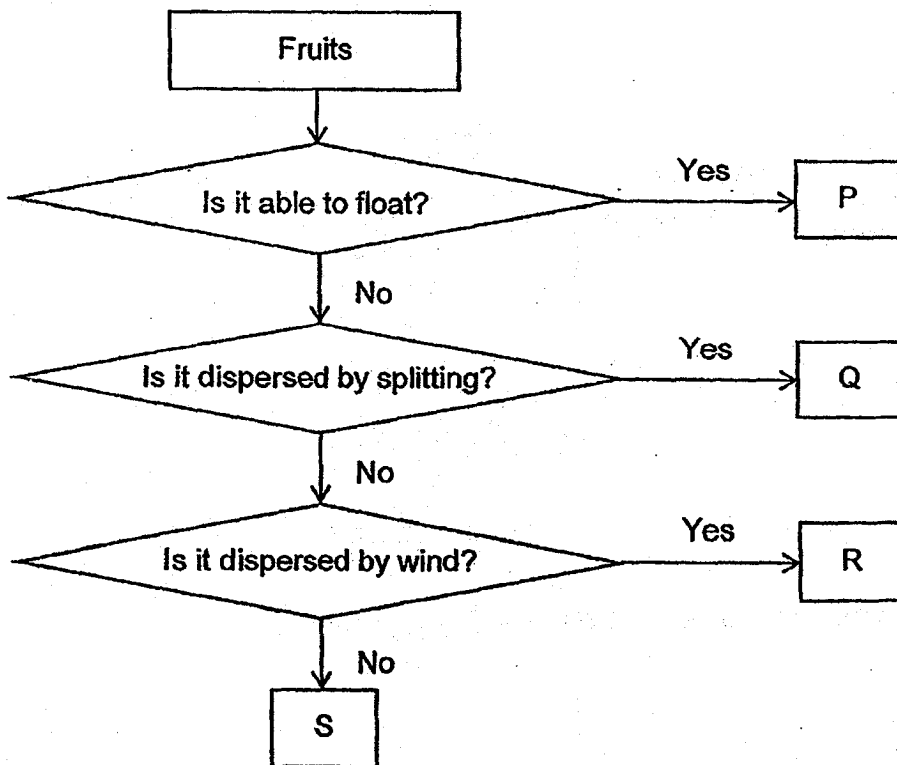 Fruits
Is it able to float?
Yes
P
No
Is it dispersed by splitting?
Yes
Q
No
Is it dispersed by wind?
Yes
R
No
S